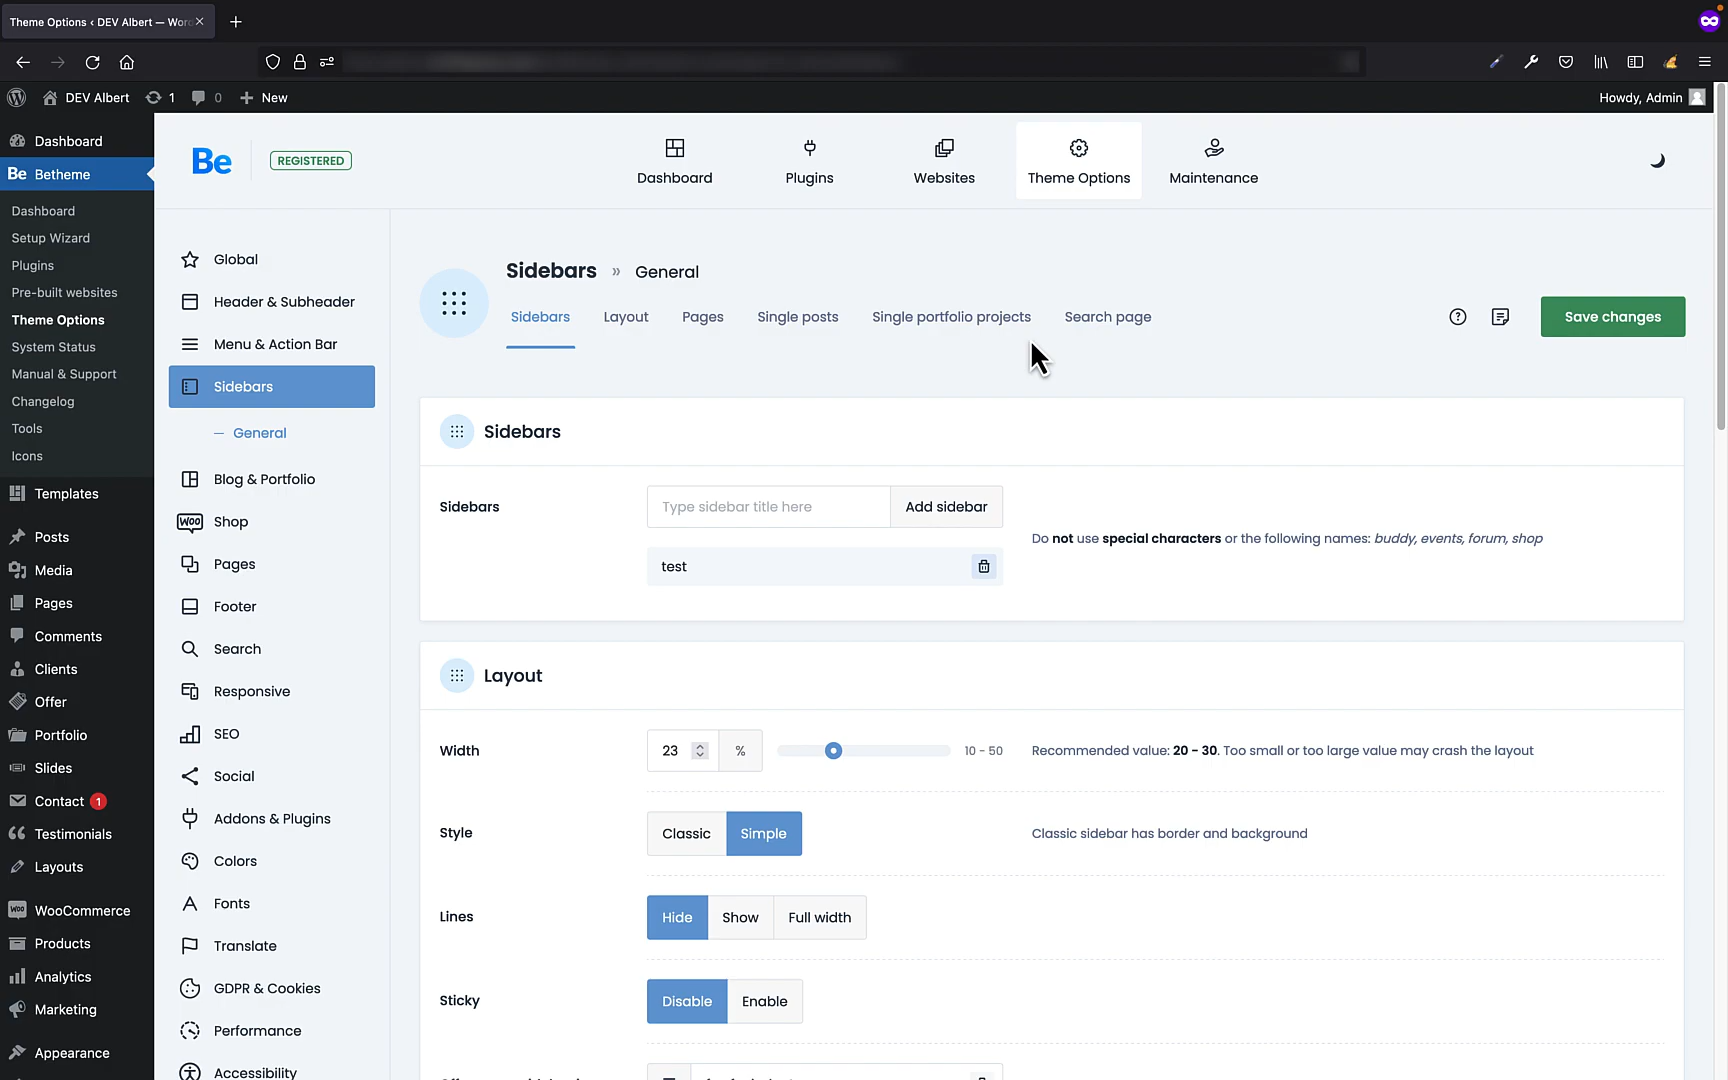 Theme Options ‹ DEV Albert — Wor
DEV Albert
1
0
New
Howdy, Admin
Dashboard
Be Betheme
Dashboard
Setup Wizard
Plugins
Pre-built websites
Theme Options
System Status
Manual & Support
Changelog
Tools
Icons
Templates
Posts
Media
Pages
Comments
Clients
Offer
Portfolio
Slides
Contact 1
Testimonials
Layouts
WooCommerce
Products
Analytics
Marketing
Appearance
Be
REGISTERED
Dashboard
Plugins
Websites
Theme Options
Maintenance
Global
Header & Subheader
Menu & Action Bar
Sidebars
General
Blog & Portfolio
Woo Shop
Pages
Footer
Search
Responsive
SEO
Social
Addons & Plugins
Colors
Fonts
Translate
GDPR & Cookies
Performance
Accessibility
Sidebars » General
Sidebars
Layout
Pages
Single posts
Single portfolio projects
Search page
Save changes
Sidebars
Sidebars
Type sidebar title here
Add sidebar
test
Do not use special characters or the following names: buddy, events, forum, shop
Layout
Width
23
%
10 - 50
Recommended value: 20 - 30. Too small or too large value may crash the layout
Style
Classic
Simple
Classic sidebar has border and background
Lines
Hide
Show
Full width
Sticky
Disable
Enable